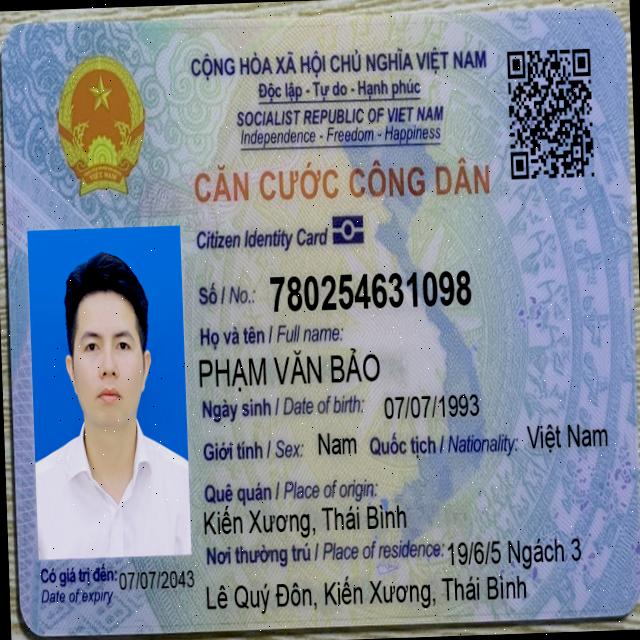 CỘNG HÒA XÃ HỘI CHỦ NGHĨA VIỆT NAM
Độc lập - Tự do - Hạnh phúc
SOCIALIST REPUBLIC OF VIET NAM
Independence - Freedom - Happiness
CĂN CƯỚC CÔNG DÂN
Citizen Identity Card
Số / No.: 780254631098
Họ và tên / Full name:
PHẠM VĂN BẢO
Ngày sinh / Date of birth: 07/07/1993
Giới tính / Sex: Nam Quốc tịch / Nationality: Việt Nam
Quê quán / Place of origin:
Kiến Xương, Thái Bình
Nơi thường trú / Place of residence: 19/6/5 Ngách 3
Lê Quý Đôn, Kiến Xương, Thái Bình
Có giá trị đến: 07/07/2043
Date of expiry
VIỆT NAM